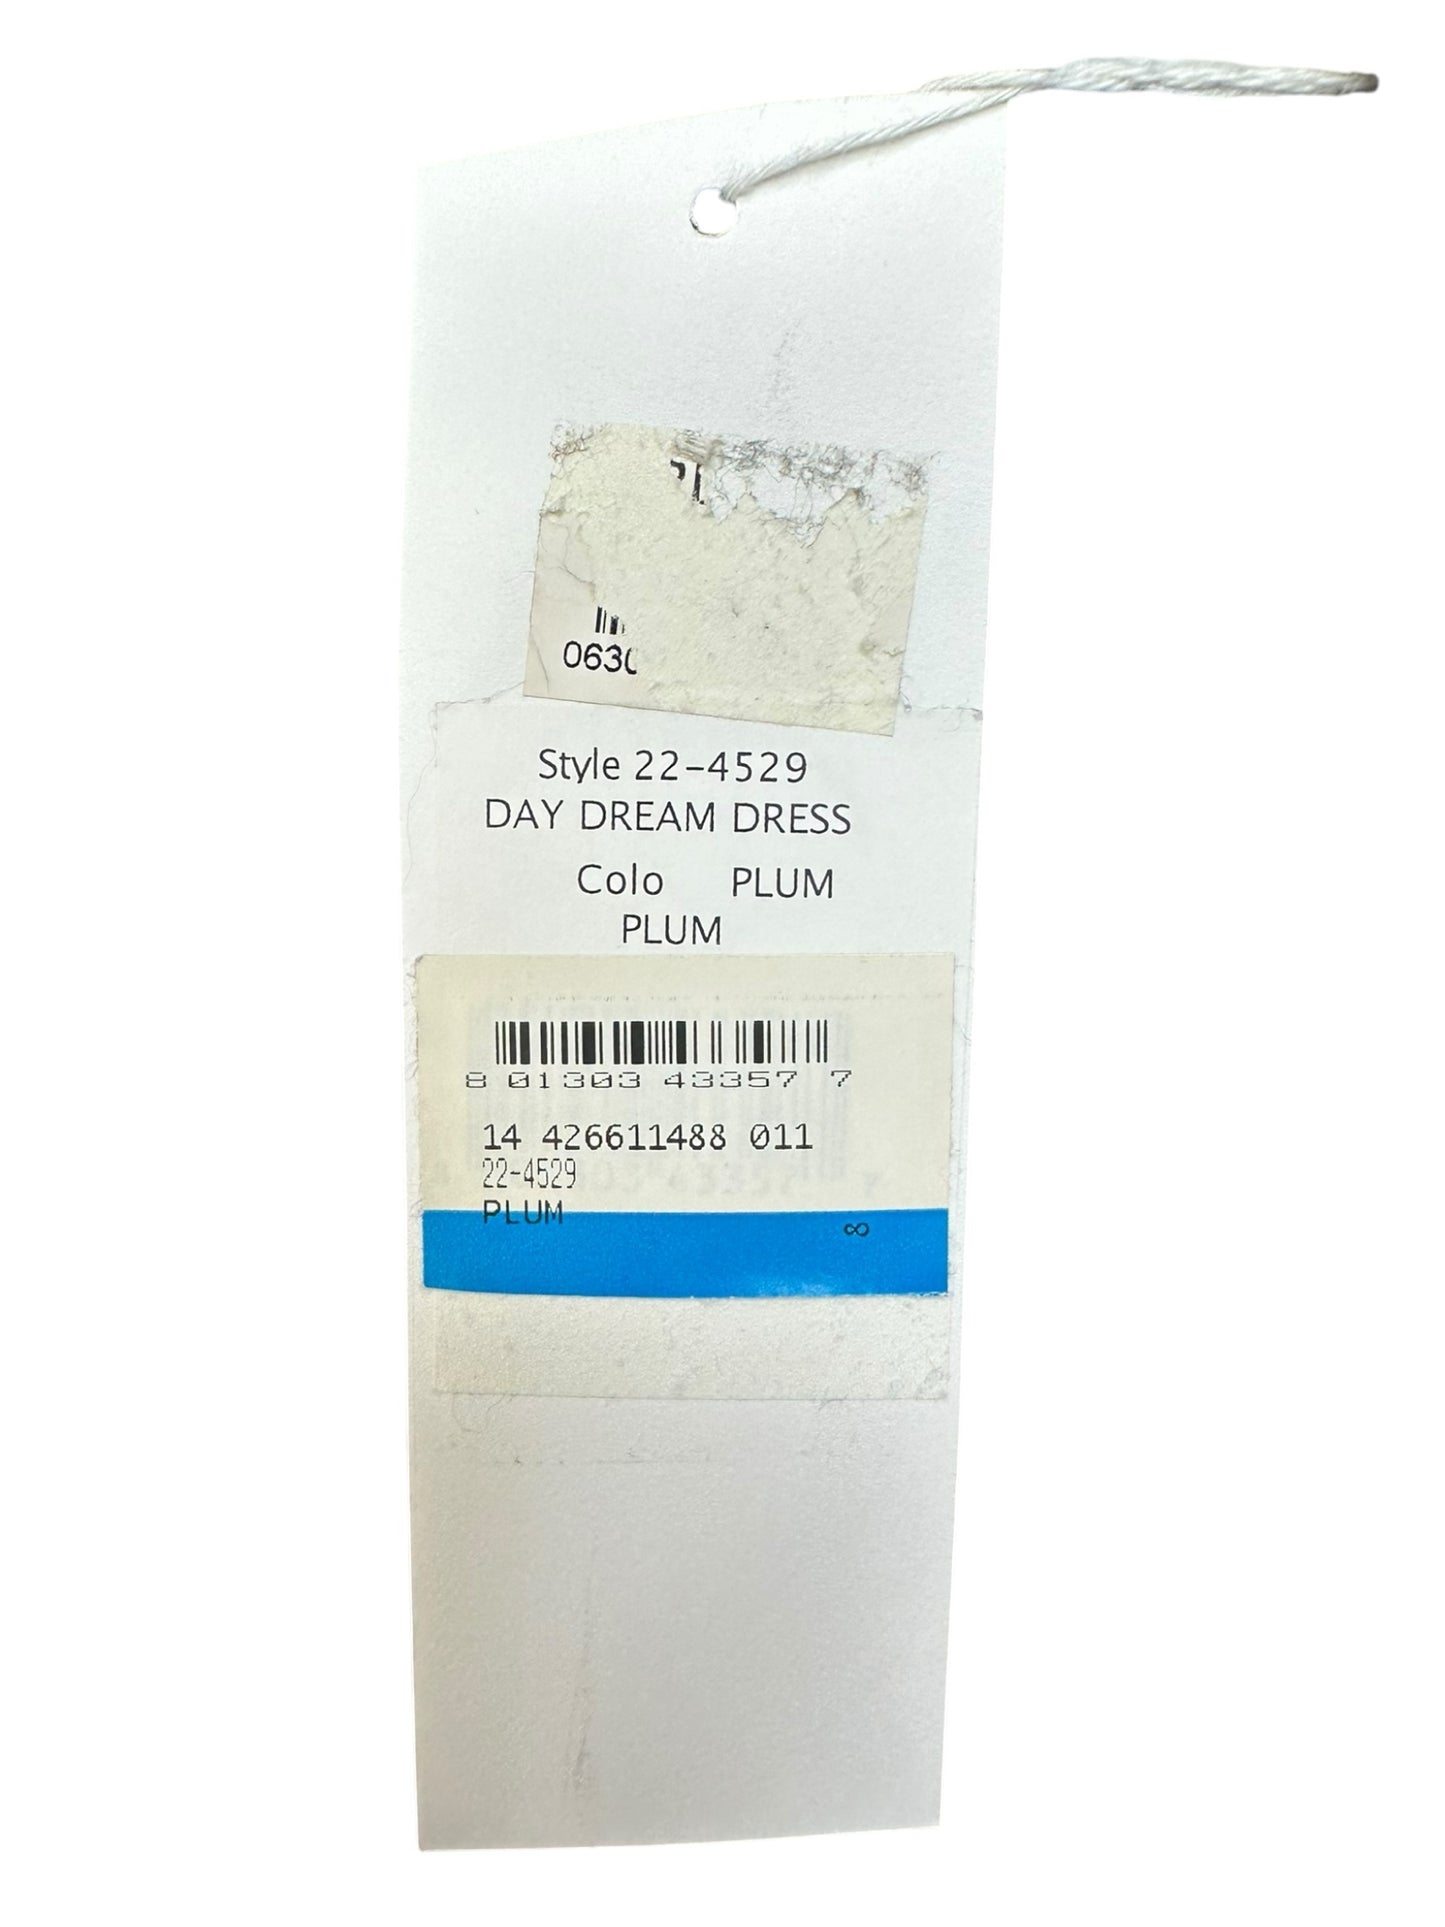 063
Style 22-4529
DAY DREAM DRESS
Colo PLUM
PLUM
8 01303 43357 7
14 426611488 011
22-4529
PLUM
∞